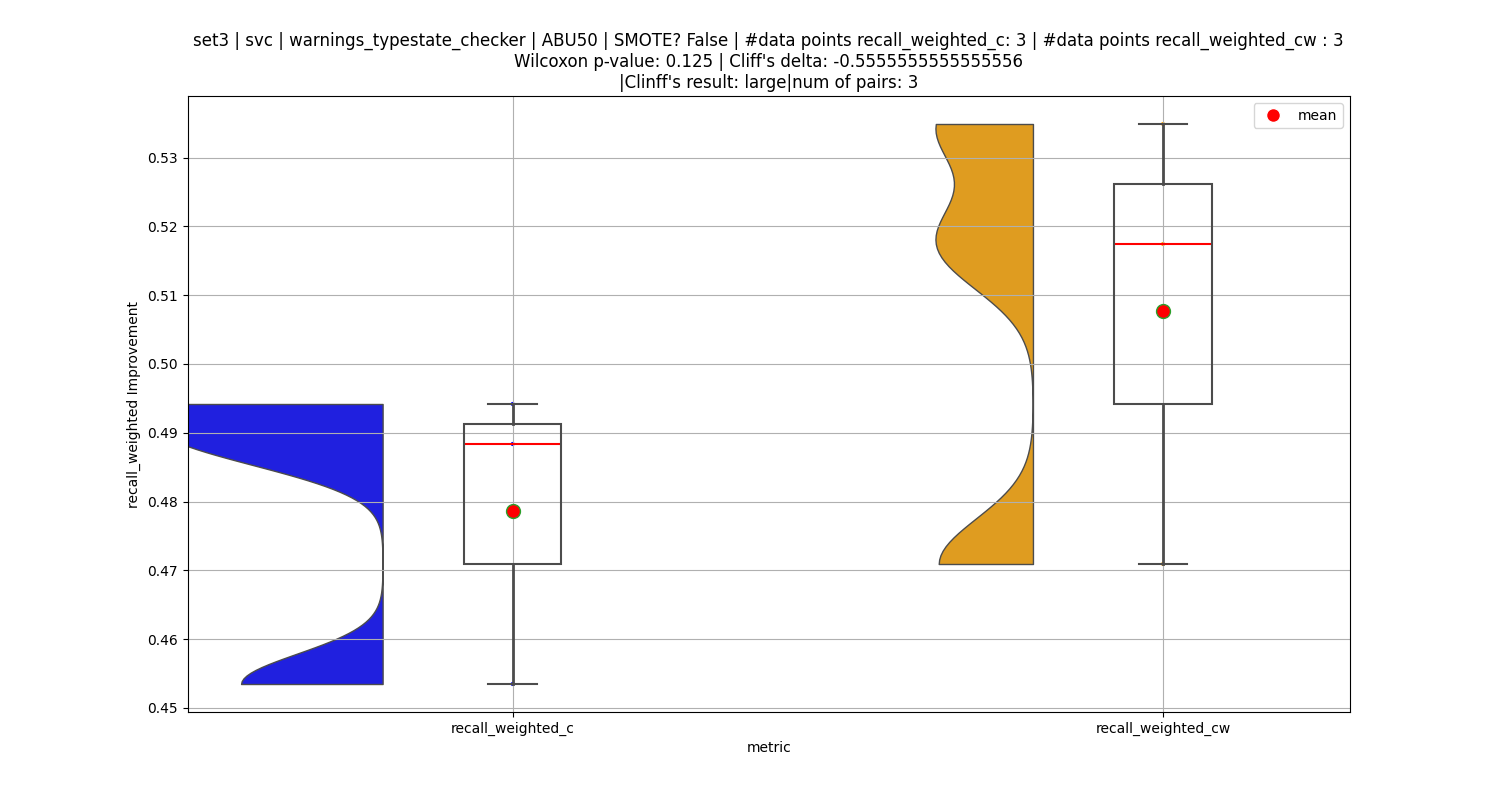 set3 | svc | warnings_typestate_checker | ABU50 | SMOTE? False | #data points recall_weighted_c: 3 | #data points recall_weighted_cw : 3
Wilcoxon p-value: 0.125 | Cliff's delta: -0.5555555555555556
|Clinff's result: large|num of pairs: 3
mean
0.53
0.52
0.51
0.50
0.49
0.48
0.47
0.46
0.45
recall_weighted Improvement
recall_weighted_c
recall_weighted_cw
metric